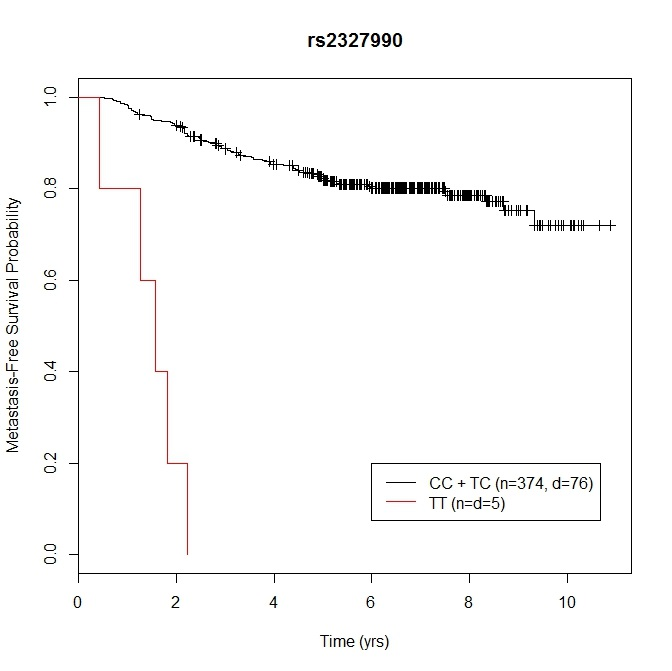 rs2327990
Metastasis-Free Survival Probability
1.0
0.8
0.6
0.4
0.2
0.0
CC + TC (n=374, d=76)
TT (n=d=5)
0 2 4 6 8 10
Time (yrs)